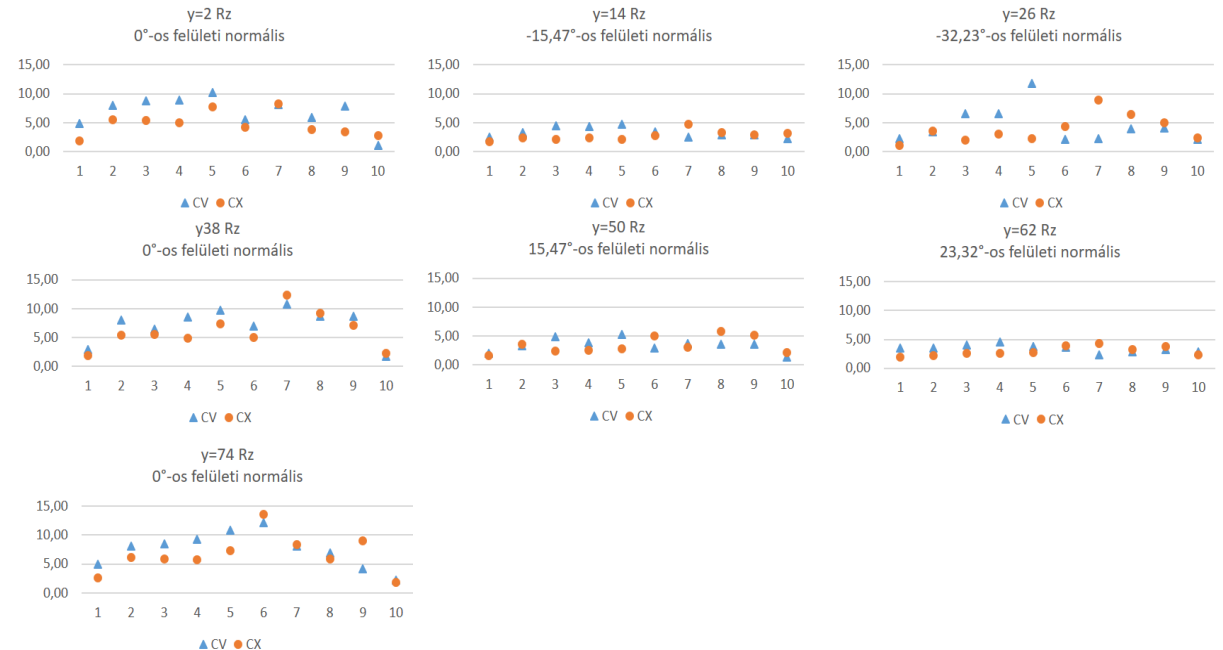 y=2 Rz
0°-os felületi normális
15,00
10,00
5,00
0,00
1 2 3 4 5 6 7 8 9 10
CV CX
y=14 Rz
-15,47°-os felületi normális
15,00
10,00
5,00
0,00
1 2 3 4 5 6 7 8 9 10
CV CX
y=26 Rz
-32,23°-os felületi normális
15,00
10,00
5,00
0,00
1 2 3 4 5 6 7 8 9 10
CV CX
y38 Rz
0°-os felületi normális
15,00
10,00
5,00
0,00
1 2 3 4 5 6 7 8 9 10
CV CX
y=50 Rz
15,47°-os felületi normális
15,00
10,00
5,00
0,00
1 2 3 4 5 6 7 8 9 10
CV CX
y=62 Rz
23,32°-os felületi normális
15,00
10,00
5,00
0,00
1 2 3 4 5 6 7 8 9 10
CV CX
y=74 Rz
0°-os felületi normális
15,00
10,00
5,00
0,00
1 2 3 4 5 6 7 8 9 10
CV CX